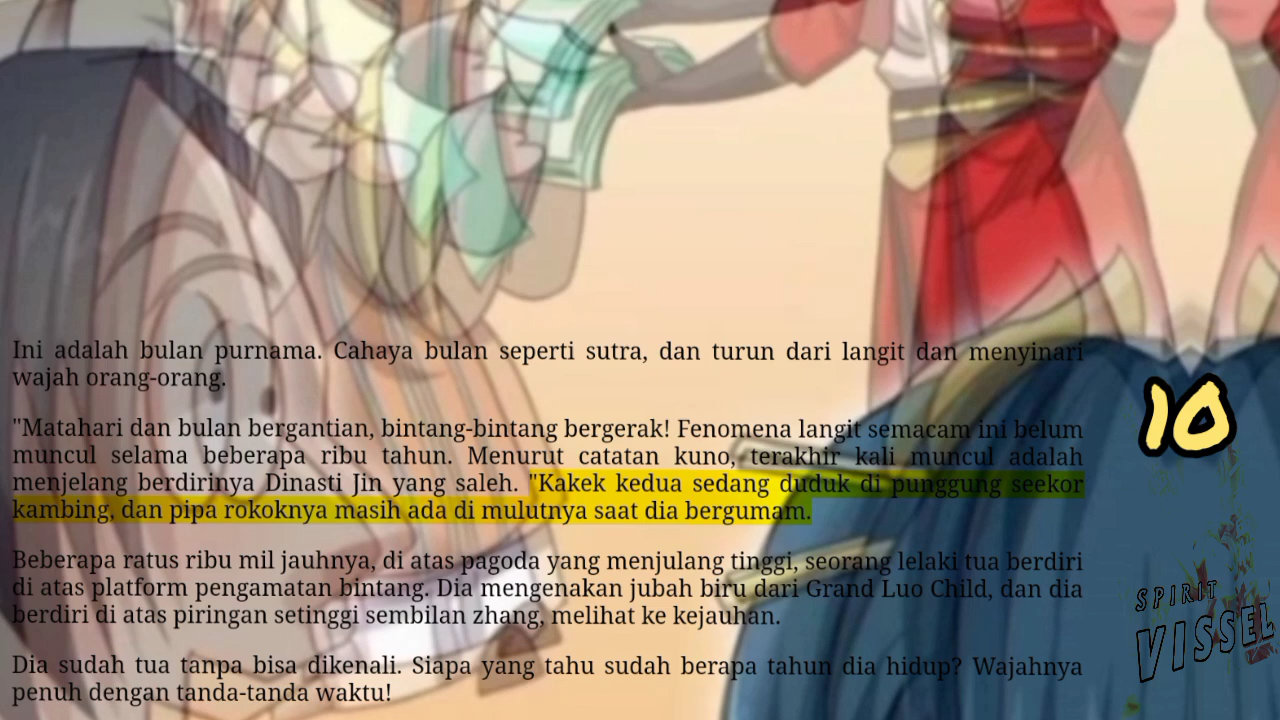 Ini adalah bulan purnama. Cahaya bulan seperti sutra, dan turun dari langit dan menyinari
wajah orang-orang.
"Matahari dan bulan bergantian, bintang-bintang bergerak! Fenomena langit semacam ini belum
muncul selama beberapa ribu tahun. Menurut catatan kuno, terakhir kali muncul adalah
menjelang berdirinya Dinasti Jin yang saleh. "Kakek kedua sedang duduk di punggung seekor
kambing, dan pipa rokoknya masih ada di mulutnya saat dia bergumam.
Beberapa ratus ribu mil jauhnya, di atas pagoda yang menjulang tinggi, seorang lelaki tua berdiri
di atas platform pengamatan bintang. Dia mengenakan jubah biru dari Grand Luo Child, dan dia
berdiri di atas piringan setinggi sembilan zhang, melihat ke kejauhan.
Dia sudah tua tanpa bisa dikenali. Siapa yang tahu sudah berapa tahun dia hidup? Wajahnya
penuh dengan tanda-tanda waktu!
10
SPIRIT
VISSEL